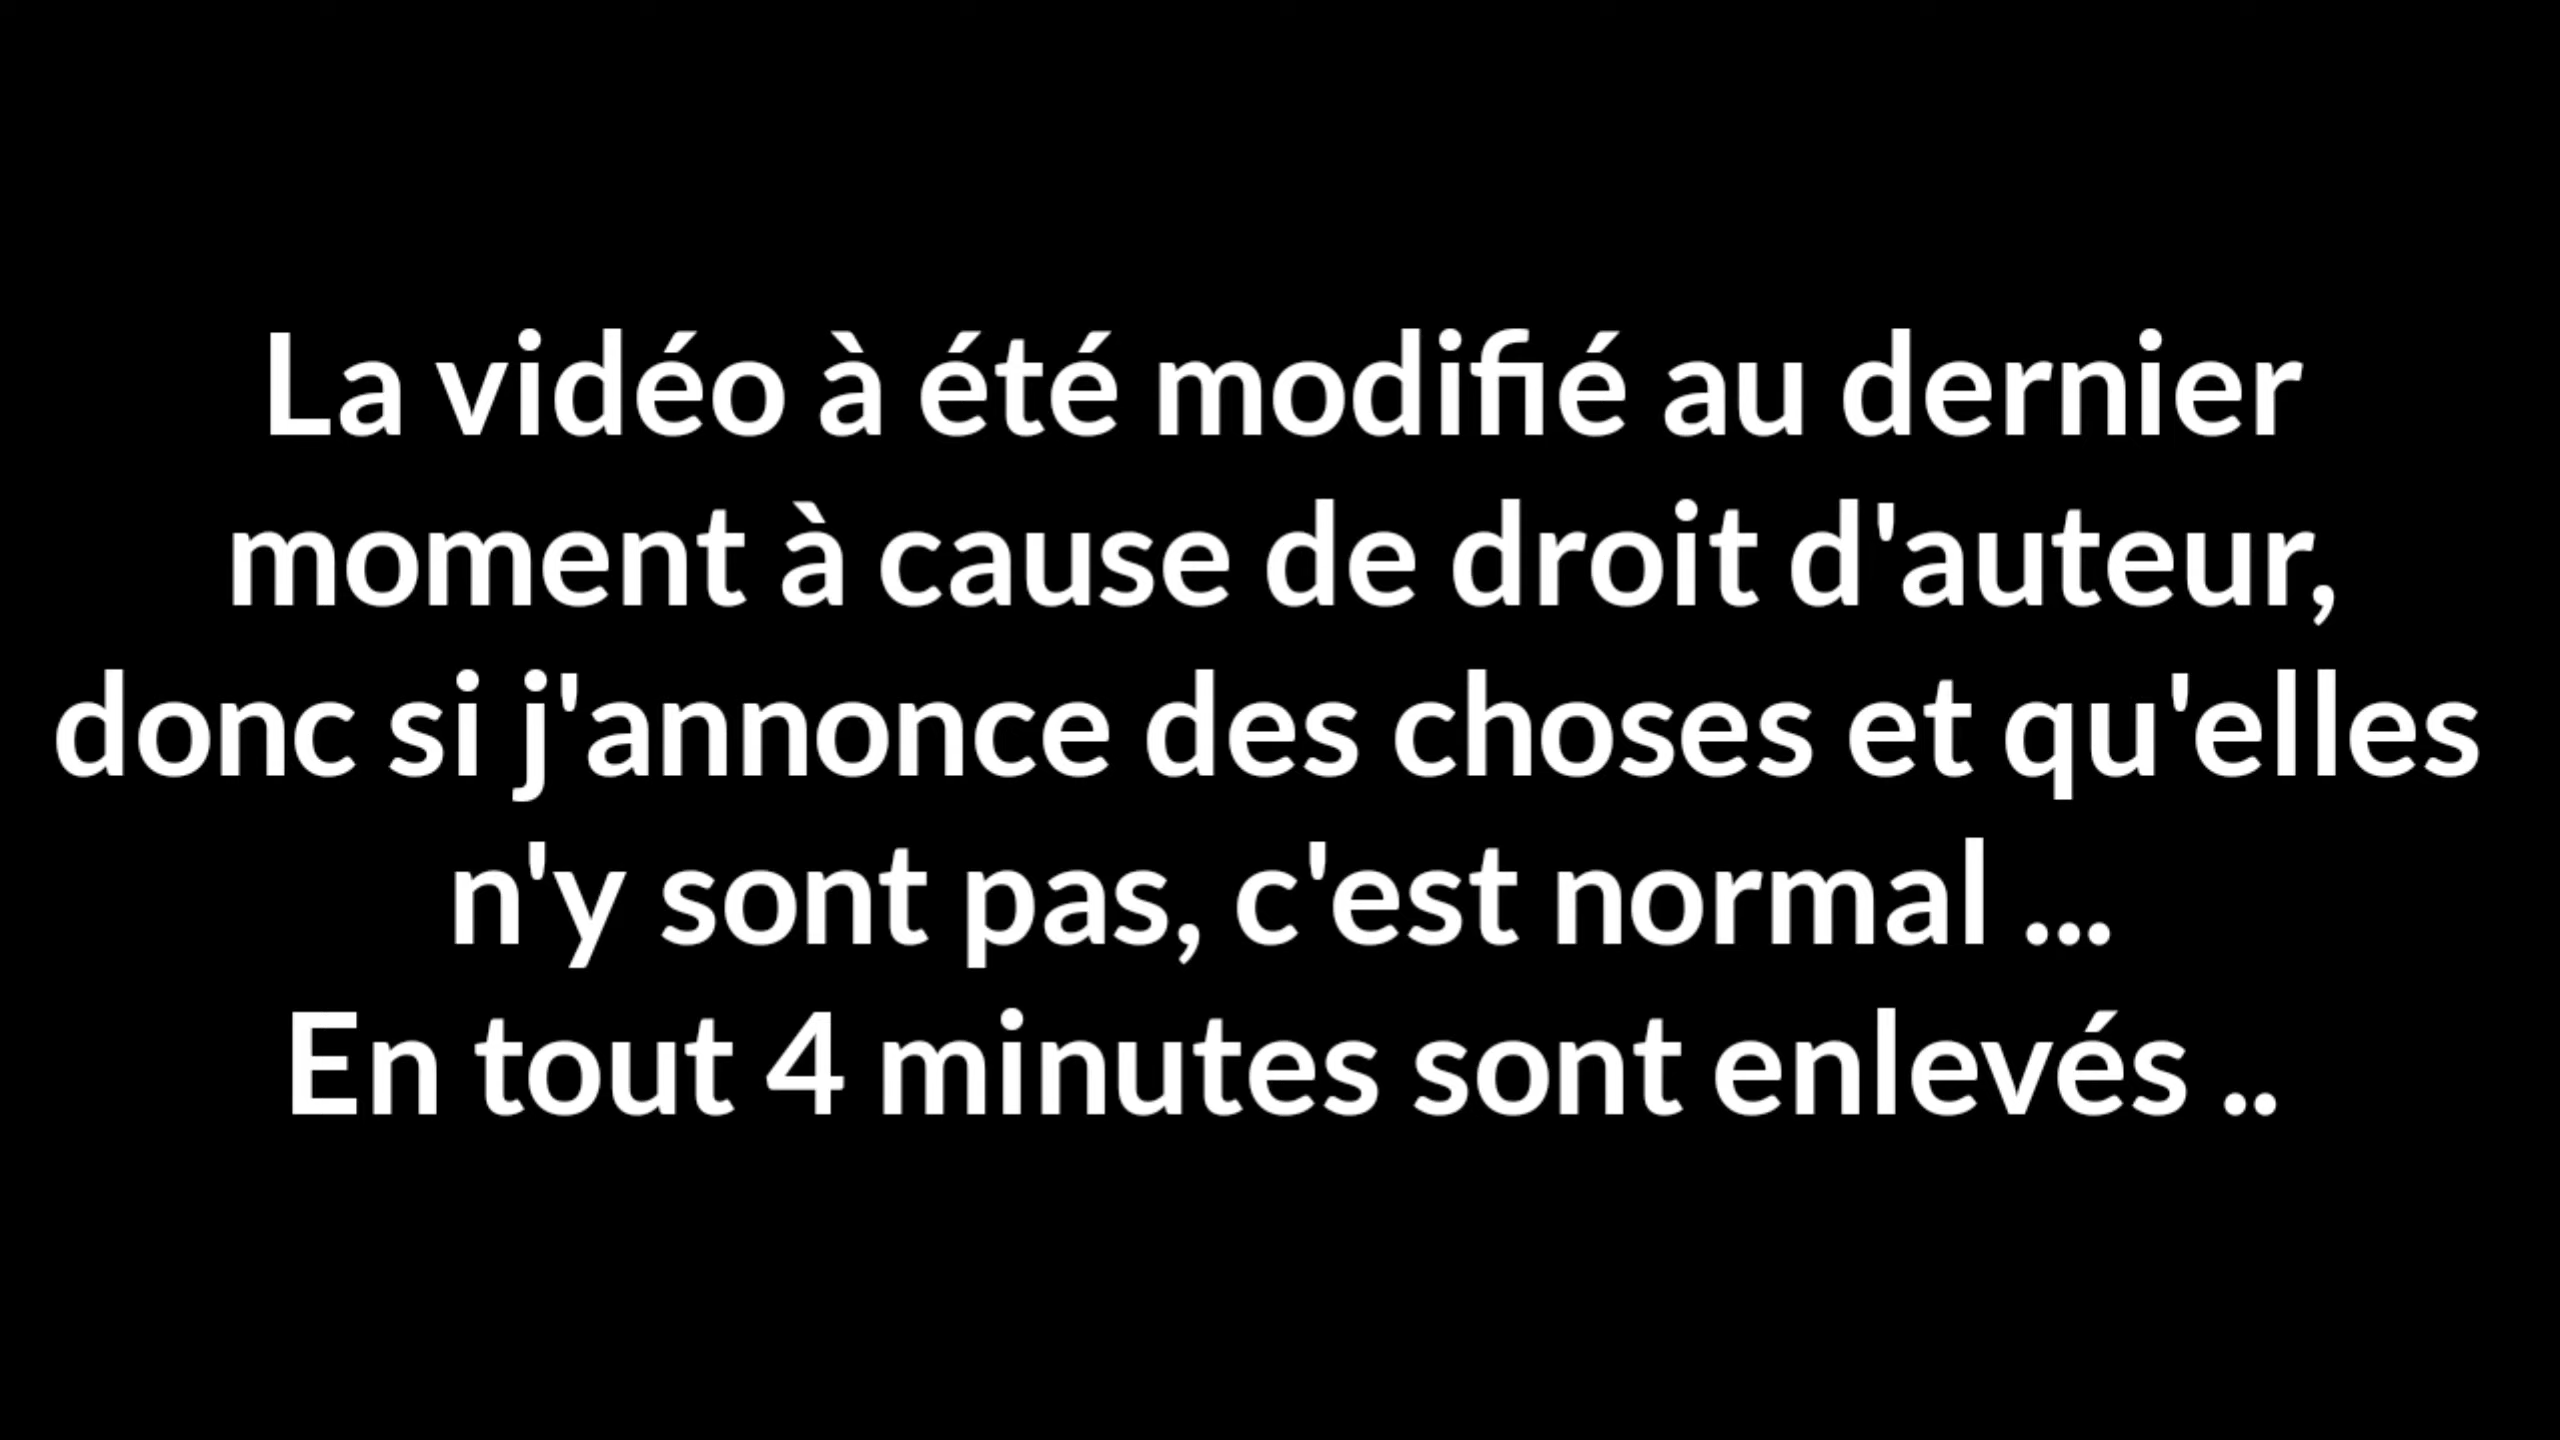 La vidéo à été modifié au dernier
moment à cause de droit d'auteur,
donc si j'annonce des choses et qu'elles
n'y sont pas, c'est normal ...
En tout 4 minutes sont enlevés ..